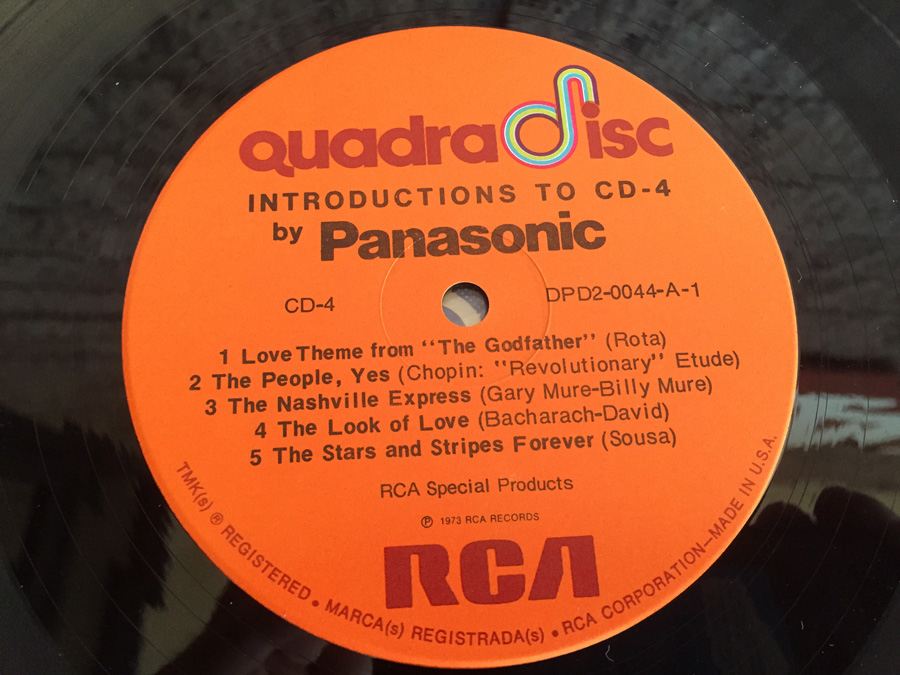 quadradisc
INTRODUCTIONS TO CD-4
by Panasonic
CD-4 DPD2-0044-A-1
1 Love Theme from "The Godfather" (Rota)
2 The People, Yes (Chopin: "Revolutionary" Etude)
3 The Nashville Express (Gary Mure-Billy Mure)
4 The Look of Love (Bacharach-David)
5 The Stars and Stripes Forever (Sousa)
RCA Special Products
℗ 1973 RCA RECORDS
RCA
TMK(s) ® REGISTERED • MARCA(s) REGISTRADA(s) • RCA CORPORATION—MADE IN U.S.A.